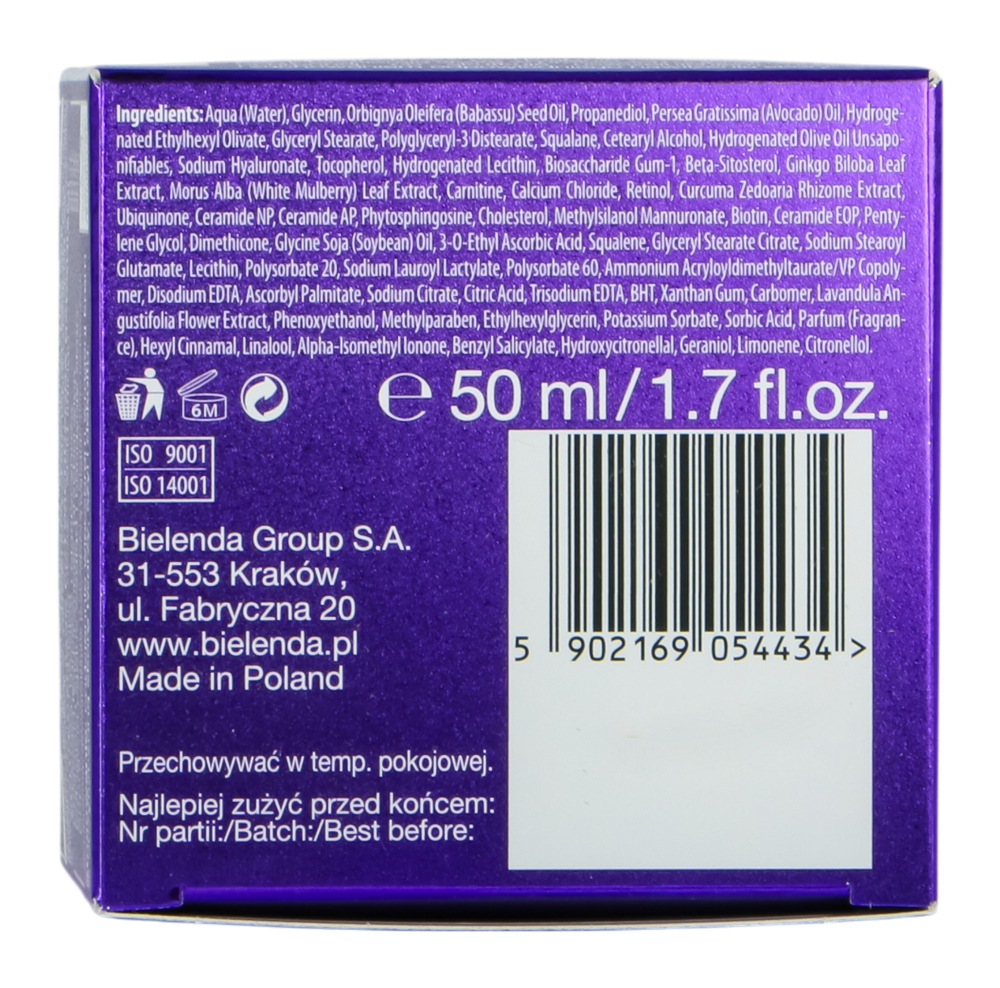 Ingredients: Aqua (Water), Glycerin, Orbignya Oleifera (Babassu) Seed Oil, Propanediol, Persea Gratissima (Avocado) Oil, Hydroge-
nated Ethylhexyl Olivate, Glyceryl Stearate, Polyglyceryl-3 Distearate, Squalane, Cetearyl Alcohol, Hydrogenated Olive Oil Unsapo-
nifiables, Sodium Hyaluronate, Tocopherol, Hydrogenated Lecithin, Biosaccharide Gum-1, Beta-Sitosterol, Ginkgo Biloba Leaf
Extract, Morus Alba (White Mulberry) Leaf Extract, Carnitine, Calcium Chloride, Retinol, Curcuma Zedoaria Rhizome Extract,
Ubiquinone, Ceramide NP, Ceramide AP, Phytosphingosine, Cholesterol, Methylsilanol Mannuronate, Biotin, Ceramide EOP, Penty-
lene Glycol, Dimethicone, Glycine Soja (Soybean) Oil, 3-O-Ethyl Ascorbic Acid, Squalene, Glyceryl Stearate Citrate, Sodium Stearoyl
Glutamate, Lecithin, Polysorbate 20, Sodium Lauroyl Lactylate, Polysorbate 60, Ammonium Acryloyldimethyltaurate/VP Copoly-
mer, Disodium EDTA, Ascorbyl Palmitate, Sodium Citrate, Citric Acid, Trisodium EDTA, BHT, Xanthan Gum, Carbomer, Lavandula An-
gustifolia Flower Extract, Phenoxyethanol, Methylparaben, Ethylhexylglycerin, Potassium Sorbate, Sorbic Acid, Parfum (Fragran-
ce), Hexyl Cinnamal, Linalool, Alpha-Isomethyl Ionone, Benzyl Salicylate, Hydroxycitronellal, Geraniol, Limonene, Citronellol.
6M
℮ 50 ml/1.7 fl.oz.
ISO 9001
ISO 14001
Bielenda Group S.A.
31-553 Kraków,
ul. Fabryczna 20
www.bielenda.pl
Made in Poland
5 902169 054434 >
Przechowywać w temp. pokojowej.
Najlepiej zużyć przed końcem:
Nr partii:/Batch:/Best before: